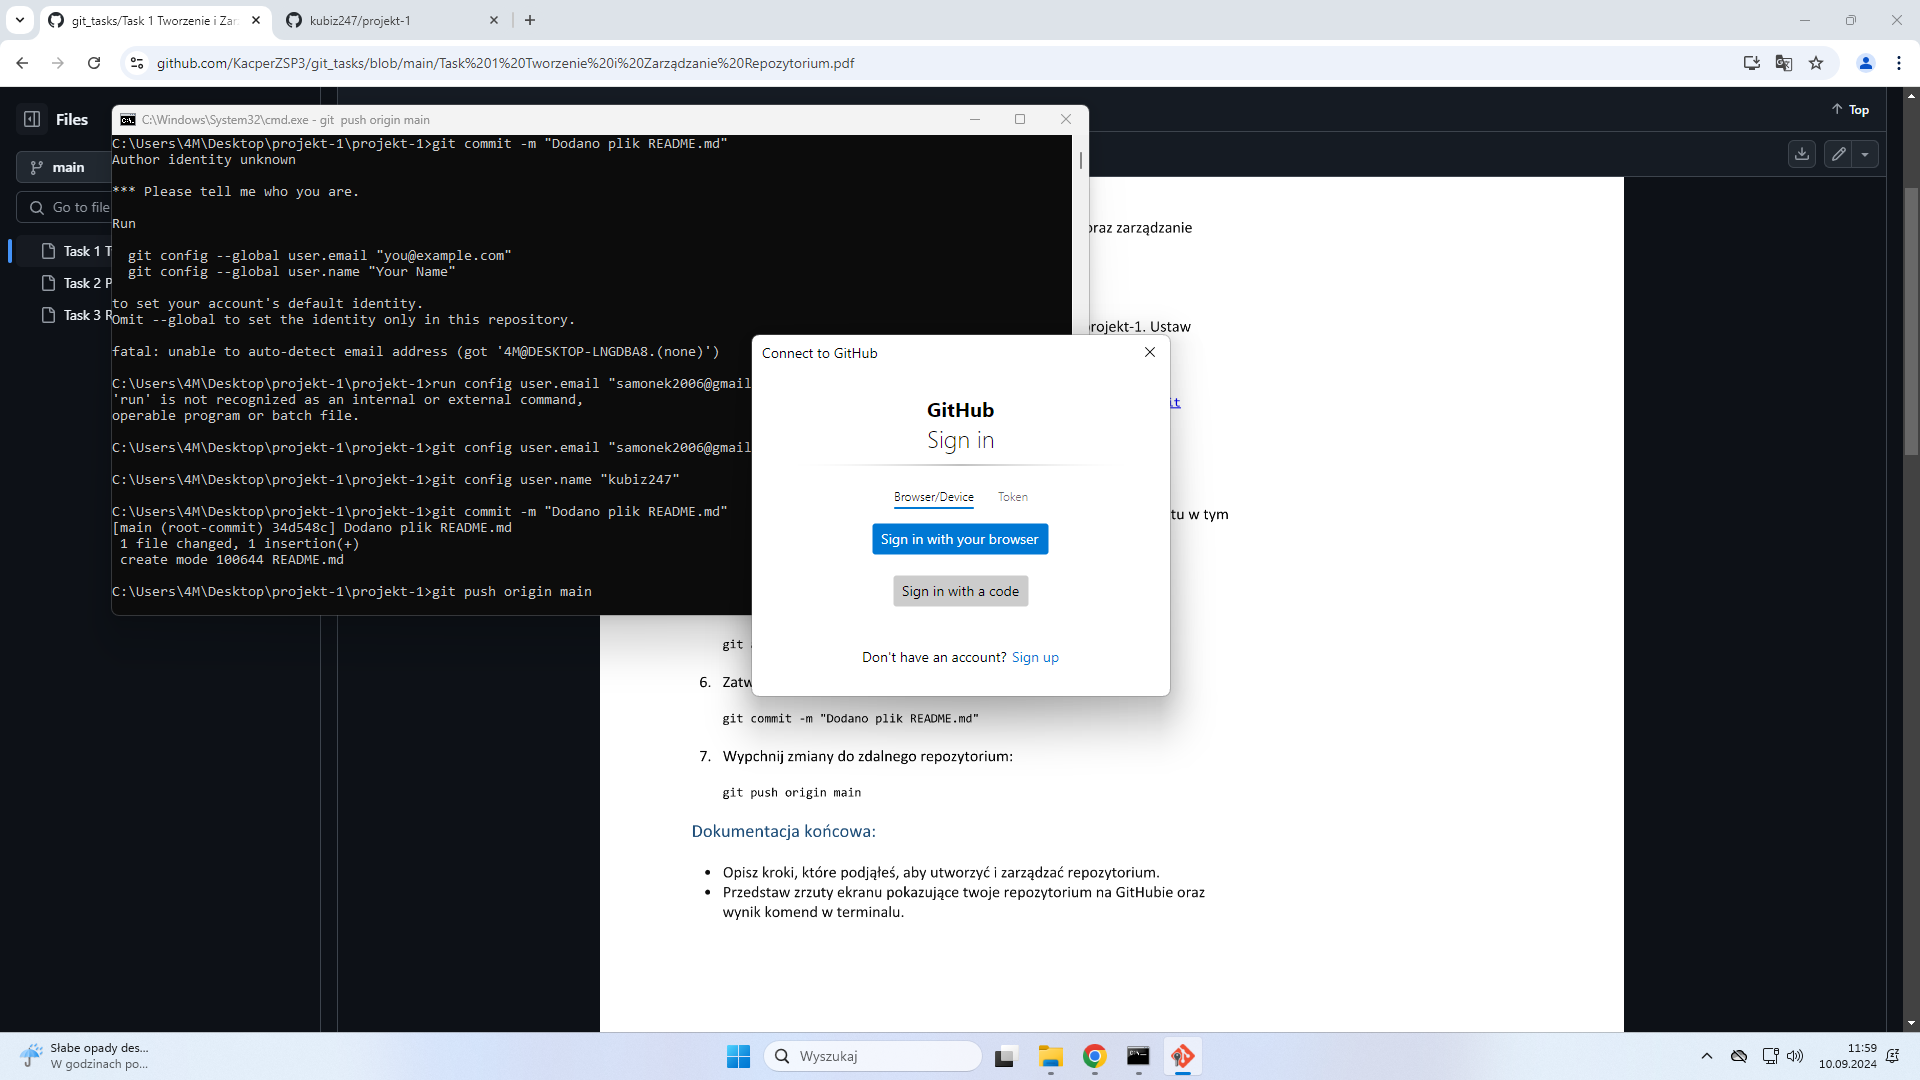 git_tasks/Task 1 Tworzenie i Zar
kubiz247/projekt-1
github.com/KacperZSP3/git_tasks/blob/main/Task%201%20Tworzenie%20i%20Zarządzanie%20Repozytorium.pdf
Files
Top
main
Go to file
Task 1 T
Task 2 P
Task 3 R
C:\Windows\System32\cmd.exe - git push origin main
C:\Users\4M\Desktop\projekt-1\projekt-1>git commit -m "Dodano plik README.md"
Author identity unknown
*** Please tell me who you are.
Run
git config --global user.email "you@example.com"
git config --global user.name "Your Name"
to set your account's default identity.
Omit --global to set the identity only in this repository.
fatal: unable to auto-detect email address (got '4M@DESKTOP-LNGDBA8.(none)')
C:\Users\4M\Desktop\projekt-1\projekt-1>run config user.email "samonek2006@gmail
'run' is not recognized as an internal or external command,
operable program or batch file.
C:\Users\4M\Desktop\projekt-1\projekt-1>git config user.email "samonek2006@gmail
C:\Users\4M\Desktop\projekt-1\projekt-1>git config user.name "kubiz247"
C:\Users\4M\Desktop\projekt-1\projekt-1>git commit -m "Dodano plik README.md"
[main (root-commit) 34d548c] Dodano plik README.md
1 file changed, 1 insertion(+)
create mode 100644 README.md
C:\Users\4M\Desktop\projekt-1\projekt-1>git push origin main
Connect to GitHub
GitHub
Sign in
Browser/Device
Token
Sign in with your browser
Sign in with a code
Don't have an account? Sign up
oraz zarządzanie
rojekt-1. Ustaw
it
tu w tym
git
6. Zatw
git commit -m "Dodano plik README.md"
7. Wypchnij zmiany do zdalnego repozytorium:
git push origin main
Dokumentacja końcowa:
• Opisz kroki, które podjąłeś, aby utworzyć i zarządzać repozytorium.
• Przedstaw zrzuty ekranu pokazujące twoje repozytorium na GitHubie oraz
wynik komend w terminalu.
Słabe opady des...
W godzinach po...
Wyszukaj
11:59
10.09.2024